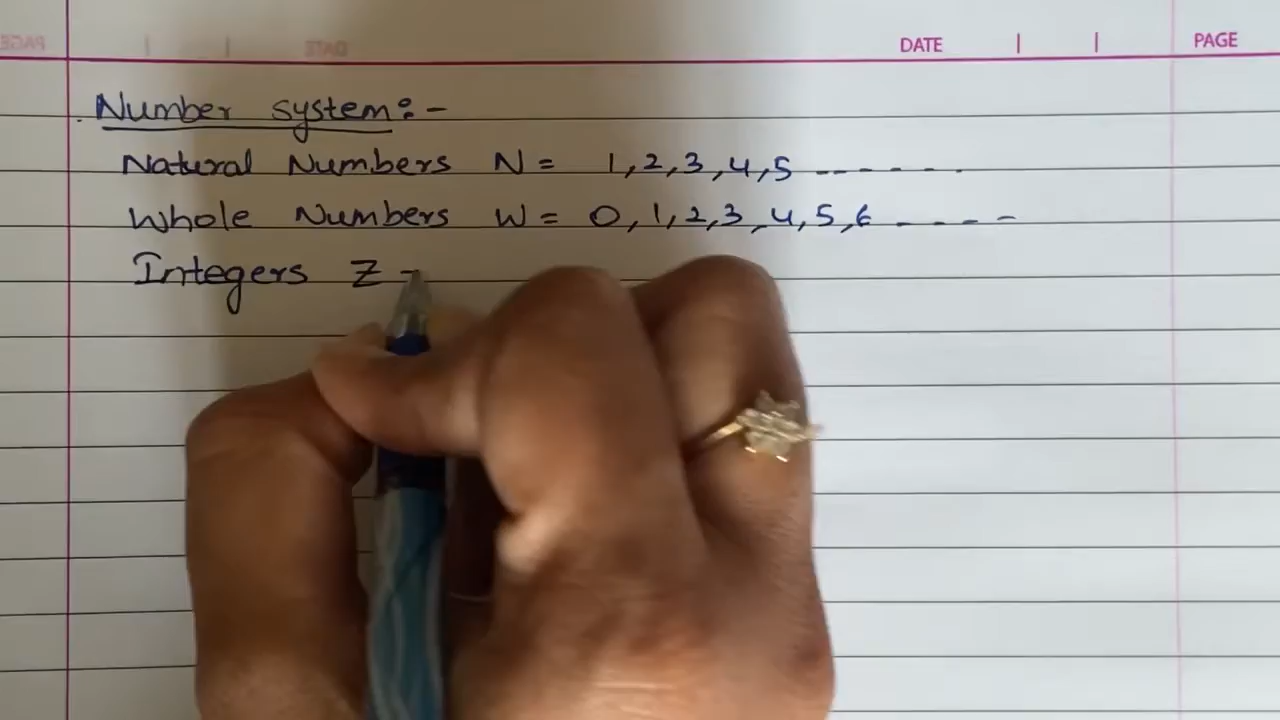 DATE | | PAGE
Number system:-
Natural Numbers N = 1,2,3,4,5 ------
Whole Numbers W = 0,1,2,3,4,5,6 ----
Integers Z -